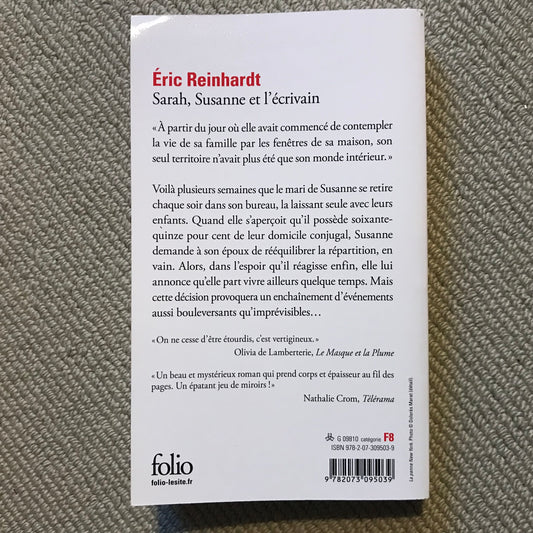 Éric Reinhardt
Sarah, Susanne et l'écrivain
« À partir du jour où elle avait commencé de contempler
la vie de sa famille par les fenêtres de sa maison, son
seul territoire n'avait plus été que son monde intérieur. »
Voilà plusieurs semaines que le mari de Susanne se retire
chaque soir dans son bureau, la laissant seule avec leurs
enfants. Quand elle s'aperçoit qu'il possède soixante-
quinze pour cent de leur domicile conjugal, Susanne
demande à son époux de rééquilibrer la répartition, en
vain. Alors, dans l'espoir qu'il réagisse enfin, elle lui
annonce qu'elle part vivre ailleurs quelque temps. Mais
cette décision provoquera un enchaînement d'événements
aussi bouleversants qu'imprévisibles…
« On ne cesse d'être étourdis, c'est vertigineux. »
Olivia de Lamberterie, Le Masque et la Plume
« Un beau et mystérieux roman qui prend corps et épaisseur au fil des
pages. Un épatant jeu de miroirs ! »
Nathalie Crom, Télérama
G 09810 catégorie F8
ISBN 978-2-07-309503-9
folio
folio-lesite.fr
9 782073 095039
La panne New York. Photo © Dolorès Marat (détail).